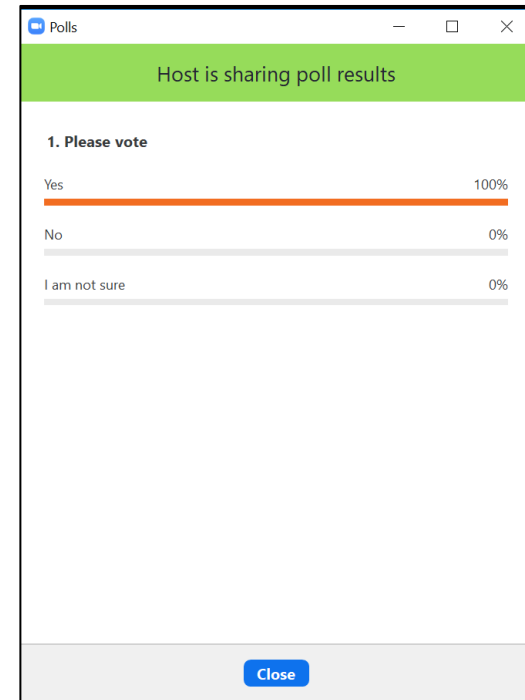 Polls
Host is sharing poll results
1. Please vote
Yes 100%
No 0%
I am not sure 0%
Close